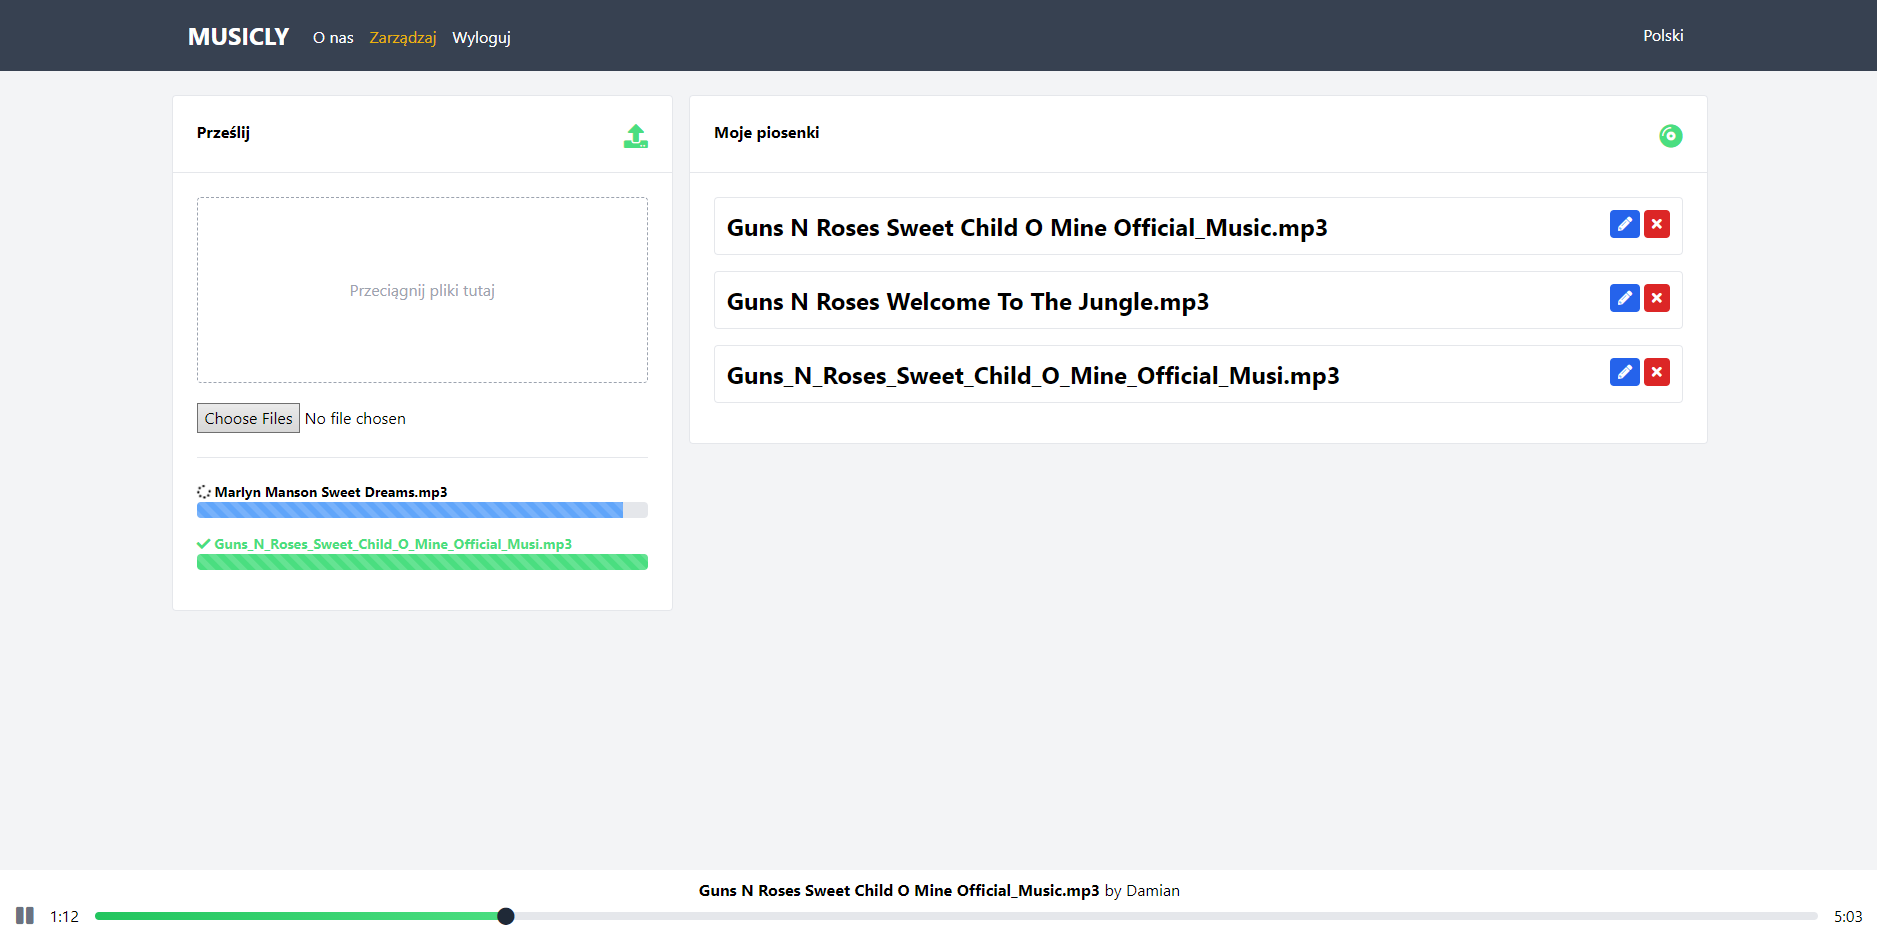 MUSICLY O nas Zarządzaj Wyloguj Polski
Prześlij
Przeciągnij pliki tutaj
Choose Files No file chosen
Marlyn Manson Sweet Dreams.mp3
Guns_N_Roses_Sweet_Child_O_Mine_Official_Musi.mp3
Moje piosenki
Guns N Roses Sweet Child O Mine Official_Music.mp3
Guns N Roses Welcome To The Jungle.mp3
Guns_N_Roses_Sweet_Child_O_Mine_Official_Musi.mp3
Guns N Roses Sweet Child O Mine Official_Music.mp3 by Damian
1:12 5:03